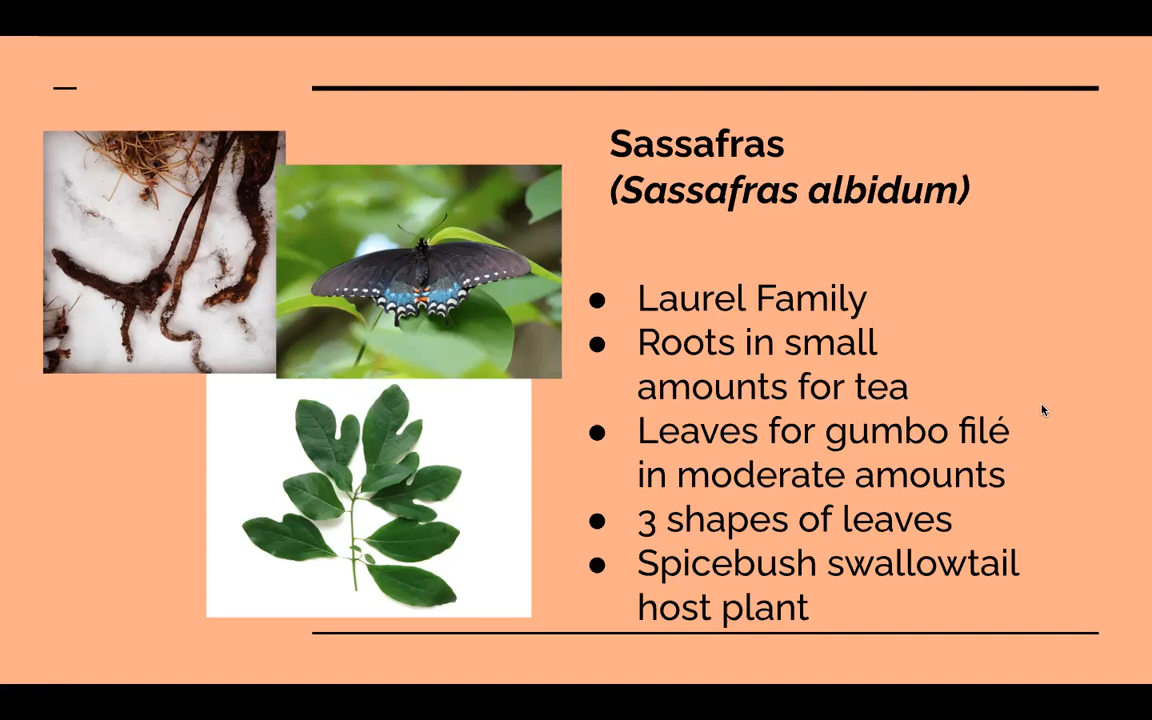 Sassafras
(Sassafras albidum)
● Laurel Family
● Roots in small
amounts for tea
● Leaves for gumbo filé
in moderate amounts
● 3 shapes of leaves
● Spicebush swallowtail
host plant